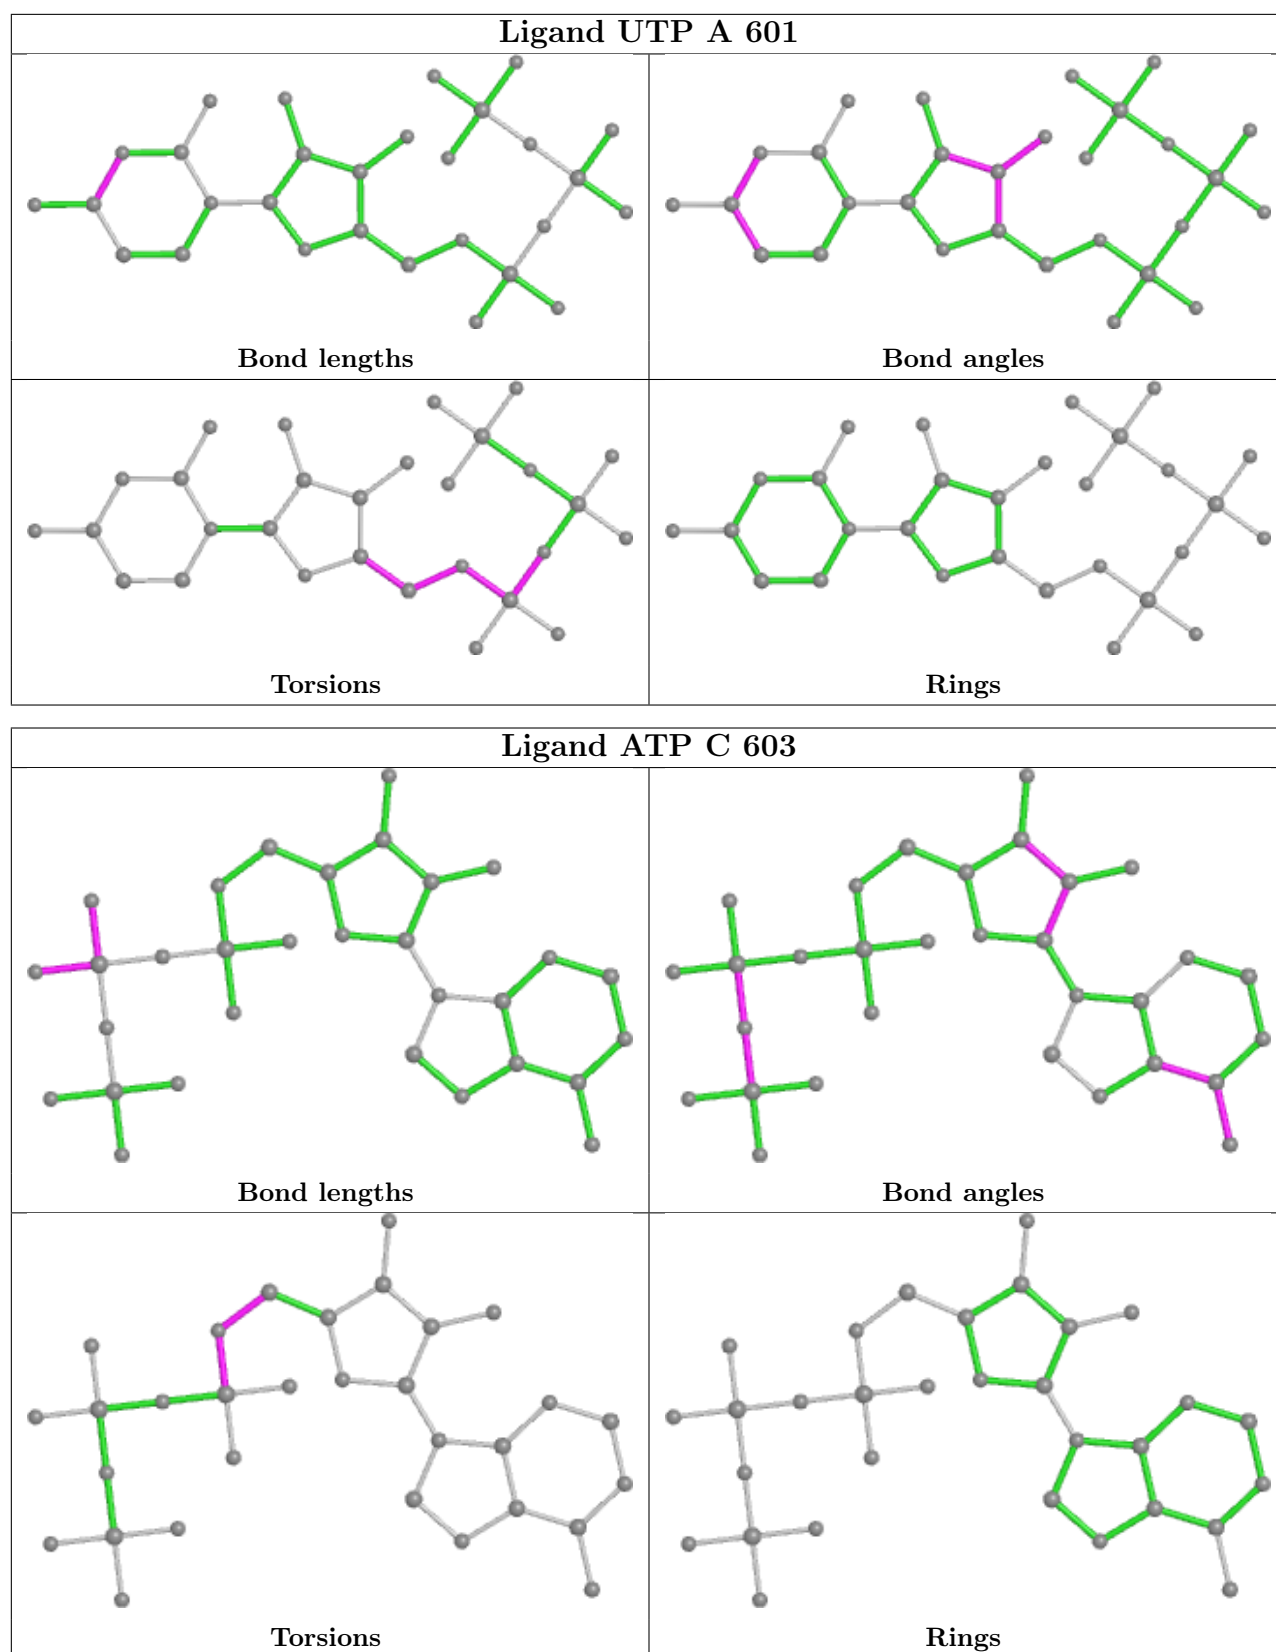 Ligand UTP A 601
Bond lengths
Bond angles
Torsions
Rings
Ligand ATP C 603
Bond lengths
Bond angles
Torsions
Rings